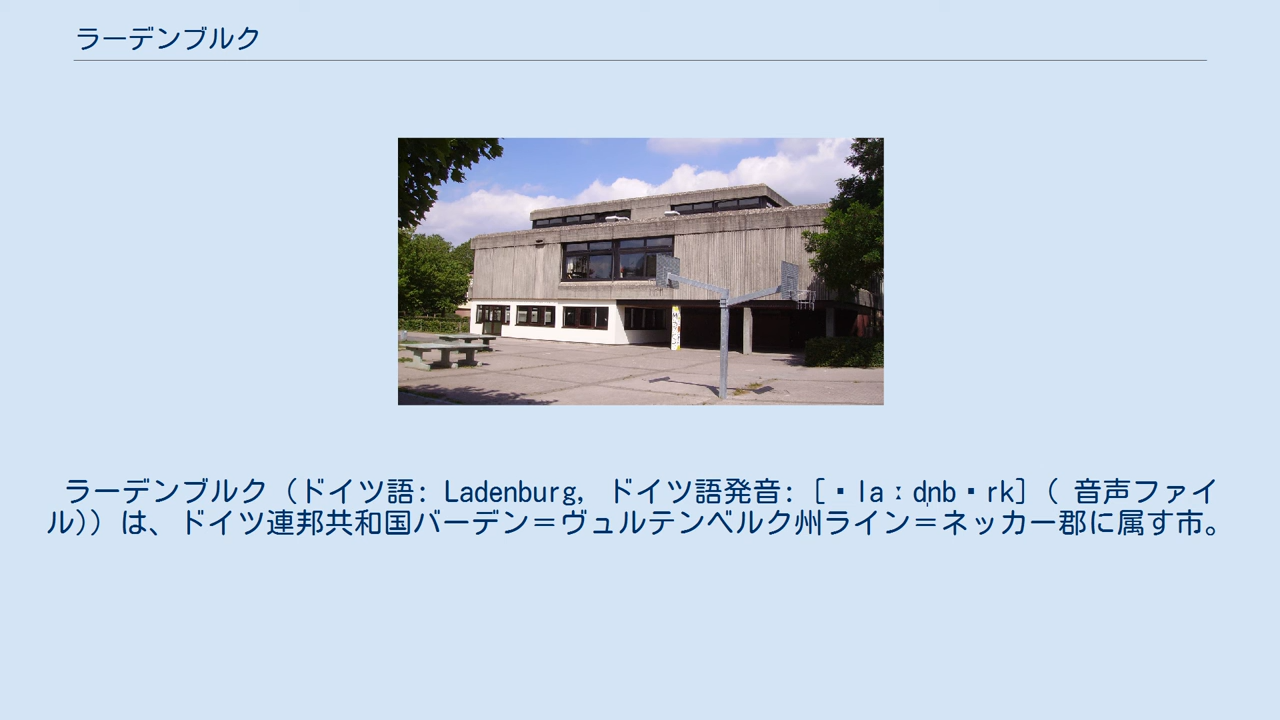 ラーデンブルク
ラーデンブルク（ドイツ語: Ladenburg, ドイツ語発音: [ˈlaːdn̩bʊrk] ( 音声ファイ
ル)）は、ドイツ連邦共和国バーデン＝ヴュルテンベルク州ライン＝ネッカー郡に属す市。